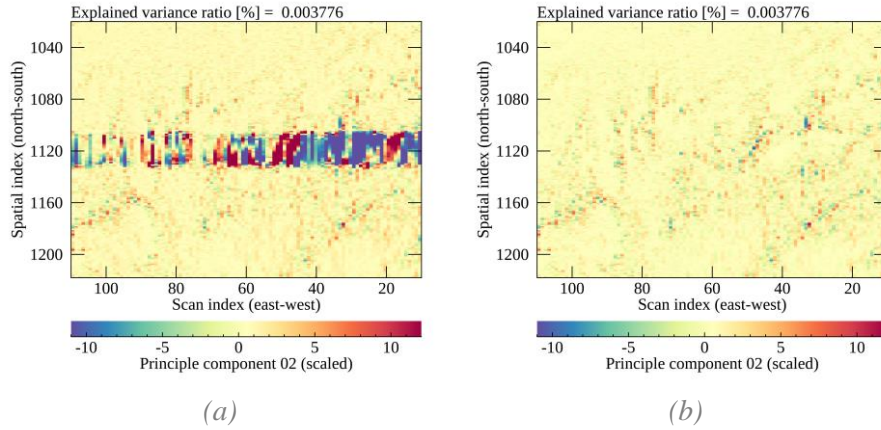 Explained variance ratio [%] = 0.003776
1040
1080
1120
1160
1200
Spatial index (north-south)
100 80 60 40 20
Scan index (east-west)
-10 -5 0 5 10
Principle component 02 (scaled)
(a)
Explained variance ratio [%] = 0.003776
1040
1080
1120
1160
1200
Spatial index (north-south)
100 80 60 40 20
Scan index (east-west)
-10 -5 0 5 10
Principle component 02 (scaled)
(b)